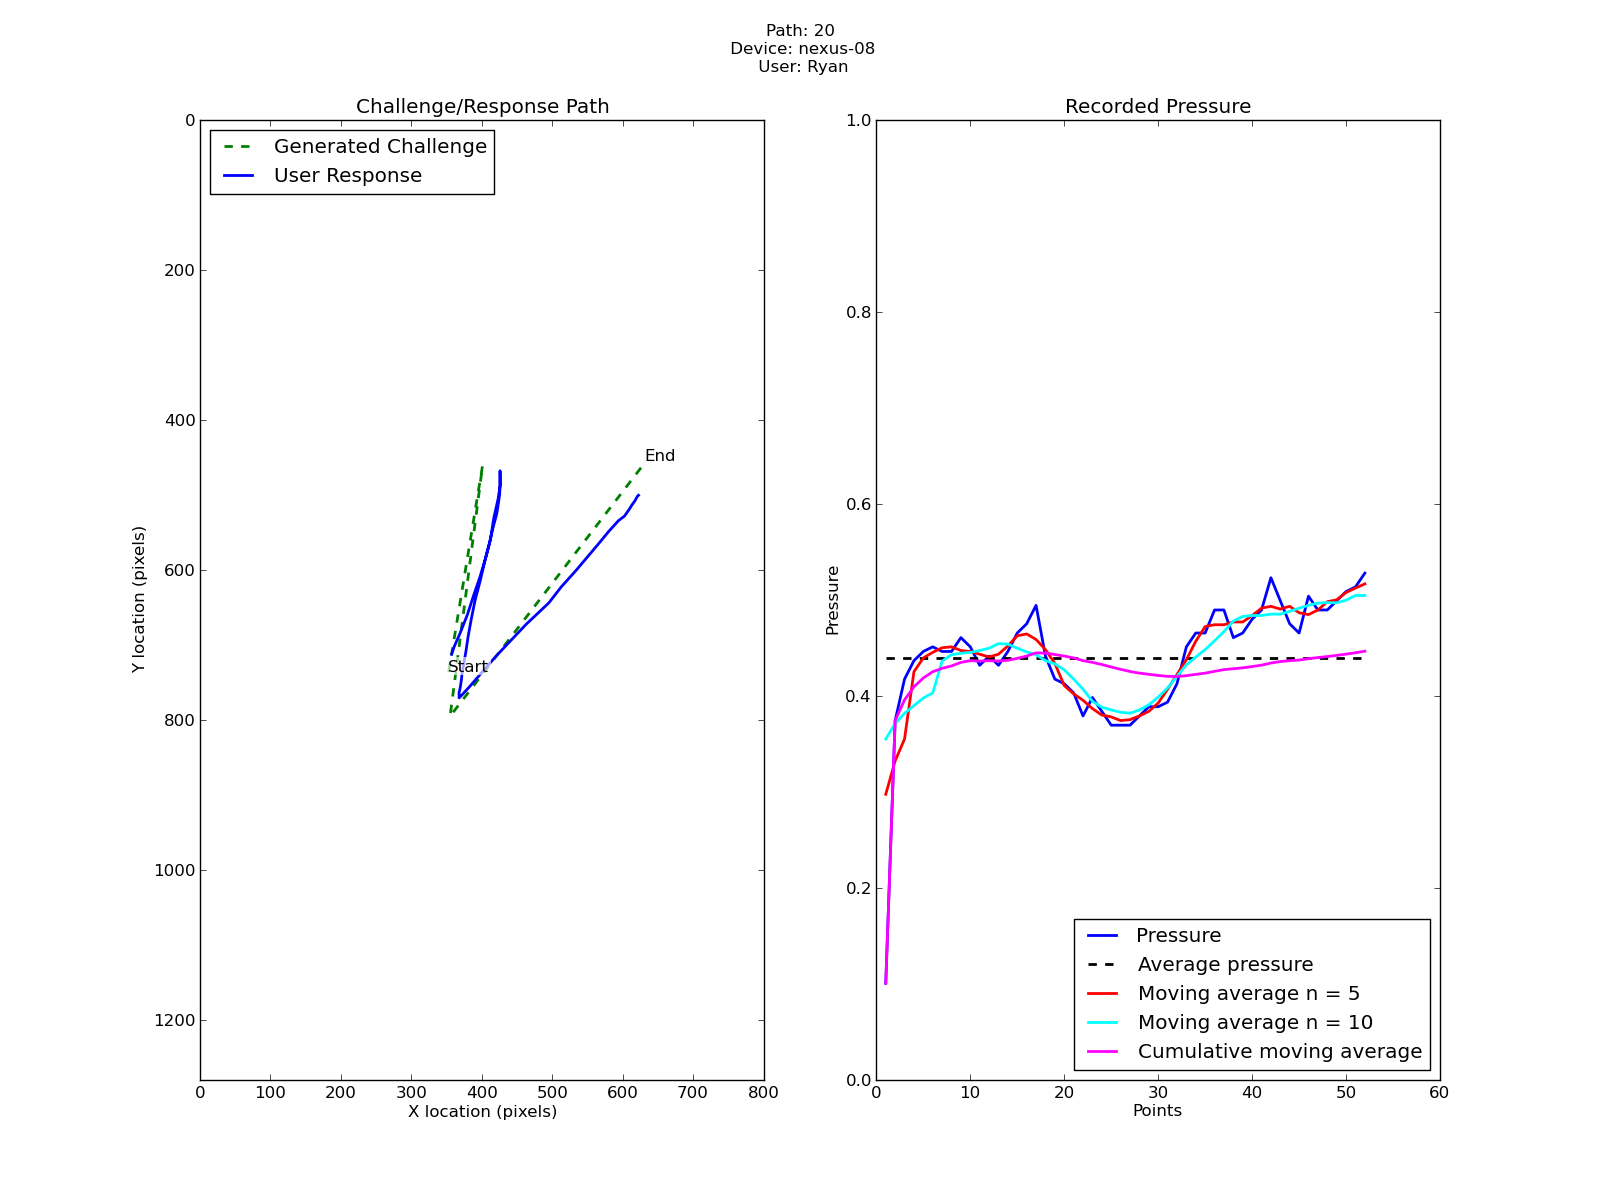 Path: 20
Device: nexus-08
User: Ryan
Challenge/Response Path
Generated Challenge
User Response
0
200
400
600
800
1000
1200
Y location (pixels)
End
Start
0 100 200 300 400 500 600 700 800
X location (pixels)
Recorded Pressure
1.0
0.8
0.6
0.4
0.2
0.0
Pressure
Pressure
Average pressure
Moving average n = 5
Moving average n = 10
Cumulative moving average
0 10 20 30 40 50 60
Points